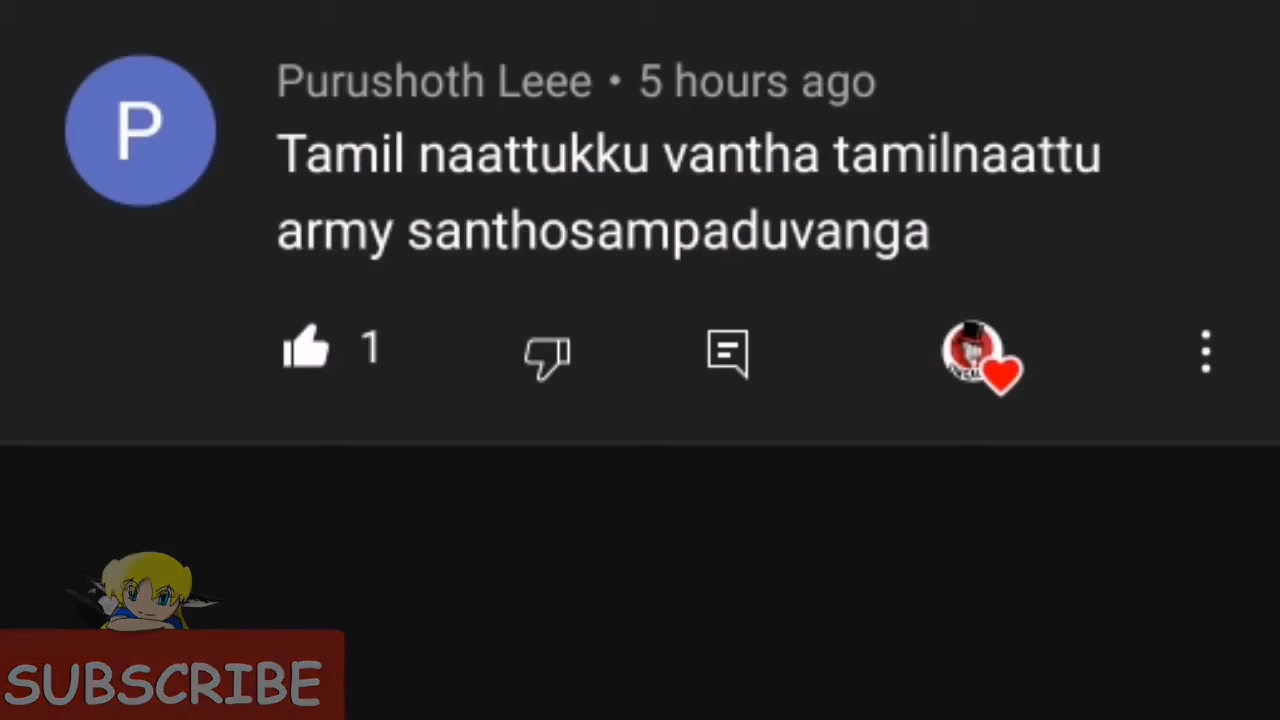 P
Purushoth Leee • 5 hours ago
Tamil naattukku vantha tamilnaattu
army santhosampaduvanga
1
SUBSCRIBE